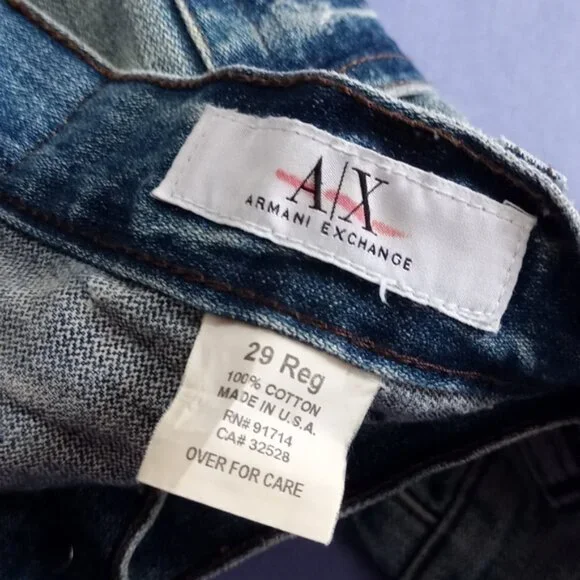 A|X
ARMANI EXCHANGE
29 Reg
100% COTTON
MADE IN U.S.A.
RN# 91714
CA# 32528
OVER FOR CARE